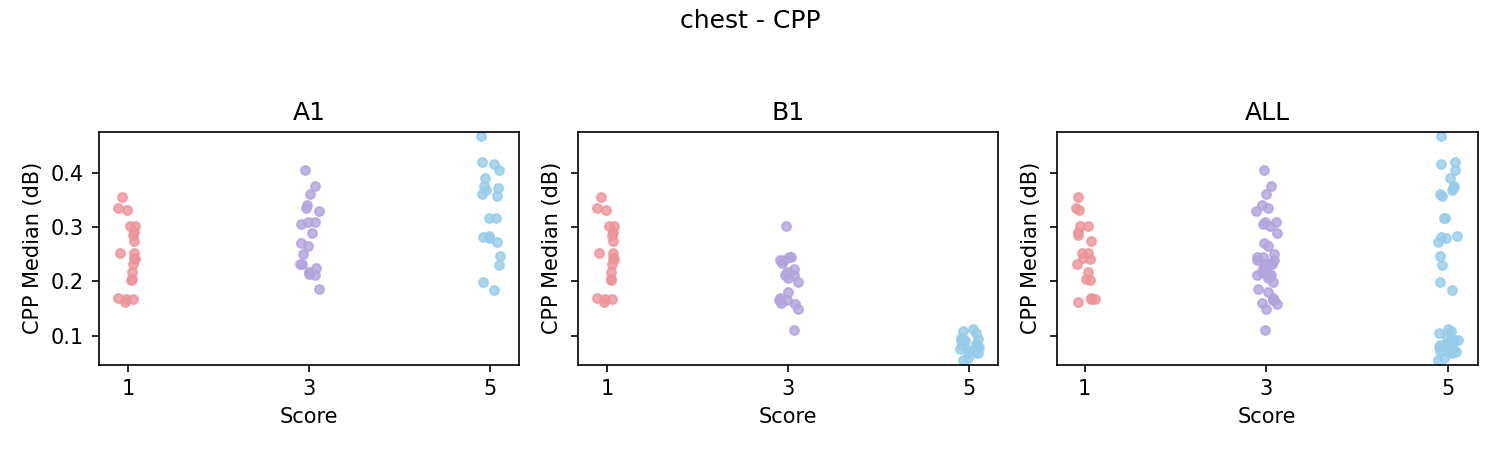 chest - CPP
A1
B1
ALL
CPP Median (dB)
0.4
0.3
0.2
0.1
1
3
5
Score
CPP Median (dB)
1
3
5
Score
CPP Median (dB)
1
3
5
Score